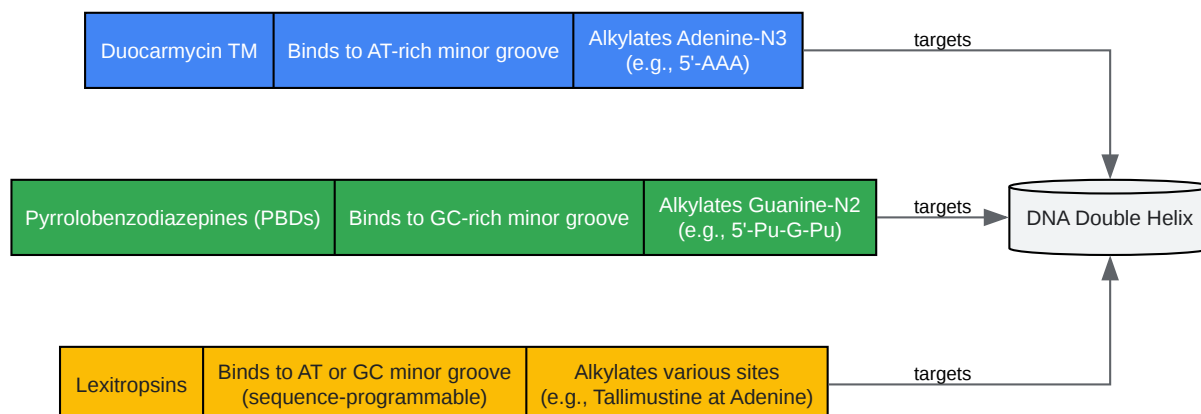 Duocarmycin TM
Binds to AT-rich minor groove
Alkylates Adenine-N3
(e.g., 5'-AAA)
targets
Pyrrolobenzodiazepines (PBDs)
Binds to GC-rich minor groove
Alkylates Guanine-N2
(e.g., 5'-Pu-G-Pu)
targets
DNA Double Helix
Lexitropsins
Binds to AT or GC minor groove
(sequence-programmable)
Alkylates various sites
(e.g., Tallimustine at Adenine)
targets